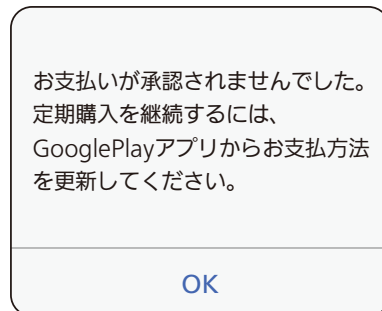 お支払いが承認されませんでした。
定期購入を継続するには、
GooglePlayアプリからお支払方法
を更新してください。
OK